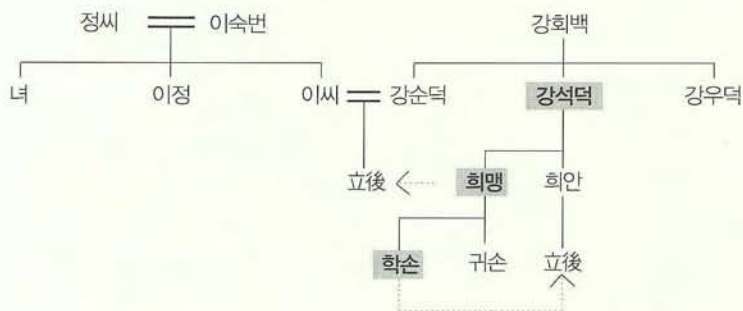 정씨 이숙번 강회백
녀 이정 이씨 강순덕 강석덕 강우덕
立後 희맹 희안
학손 귀손 立後